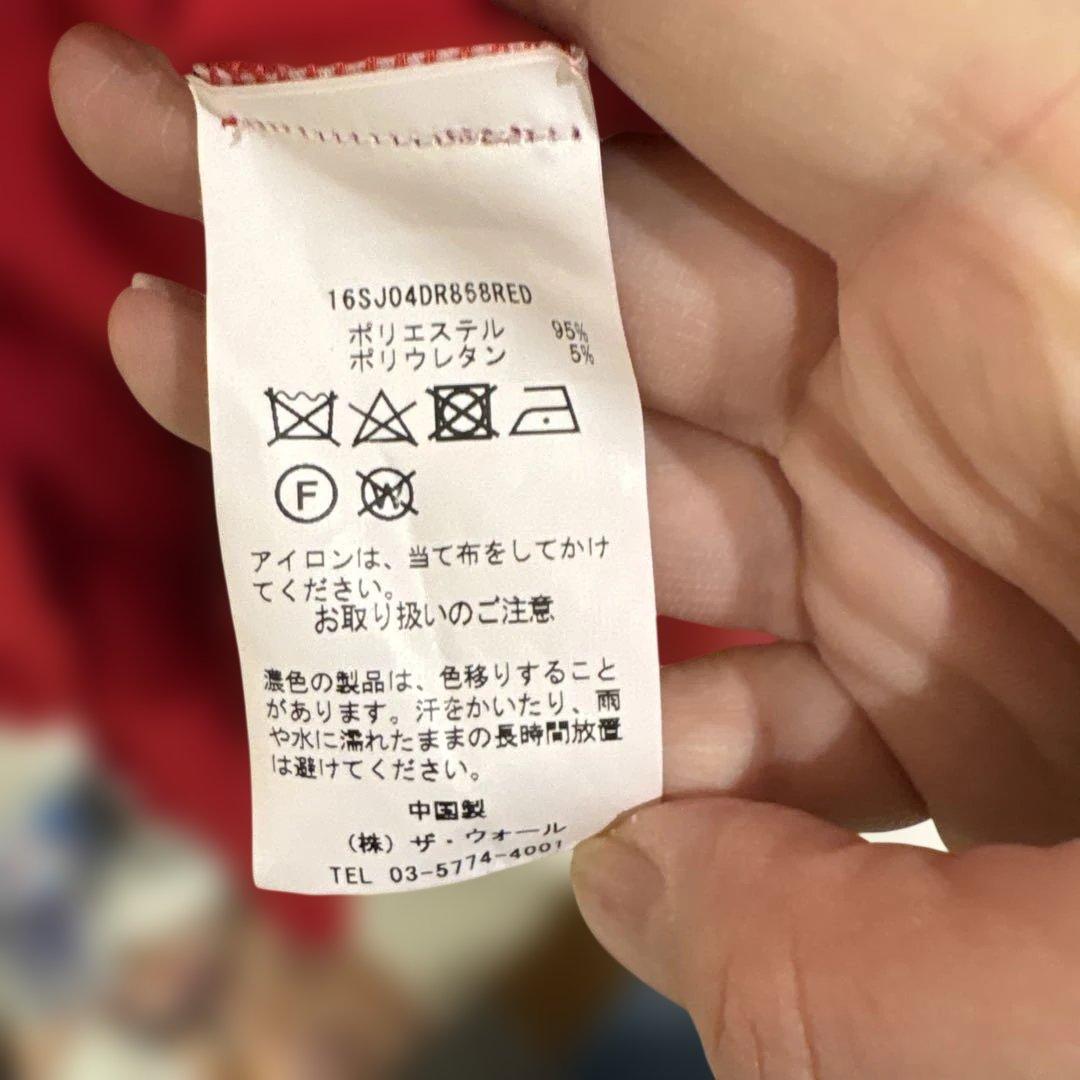 16SJ04DR868RED
ポリエステル 95%
ポリウレタン 5%
F
W
アイロンは、当て布をしてかけ
てください。
お取り扱いのご注意
濃色の製品は、色移りすること
があります。汗をかいたり、雨
や水に濡れたままの長時間放置
は避けてください。
中国製
(株) ザ・ウォール
TEL 03-5774-4001